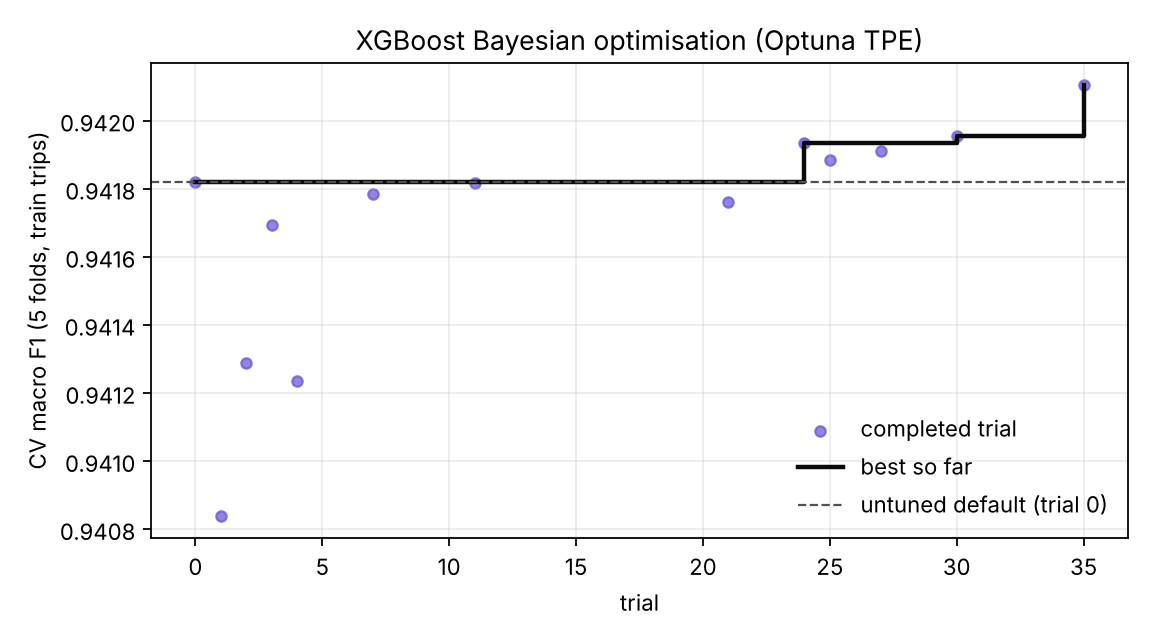 XGBoost Bayesian optimisation (Optuna TPE)
CV macro F1 (5 folds, train trips)
0.9420
0.9418
0.9416
0.9414
0.9412
0.9410
0.9408
completed trial
best so far
untuned default (trial 0)
0 5 10 15 20 25 30 35
trial